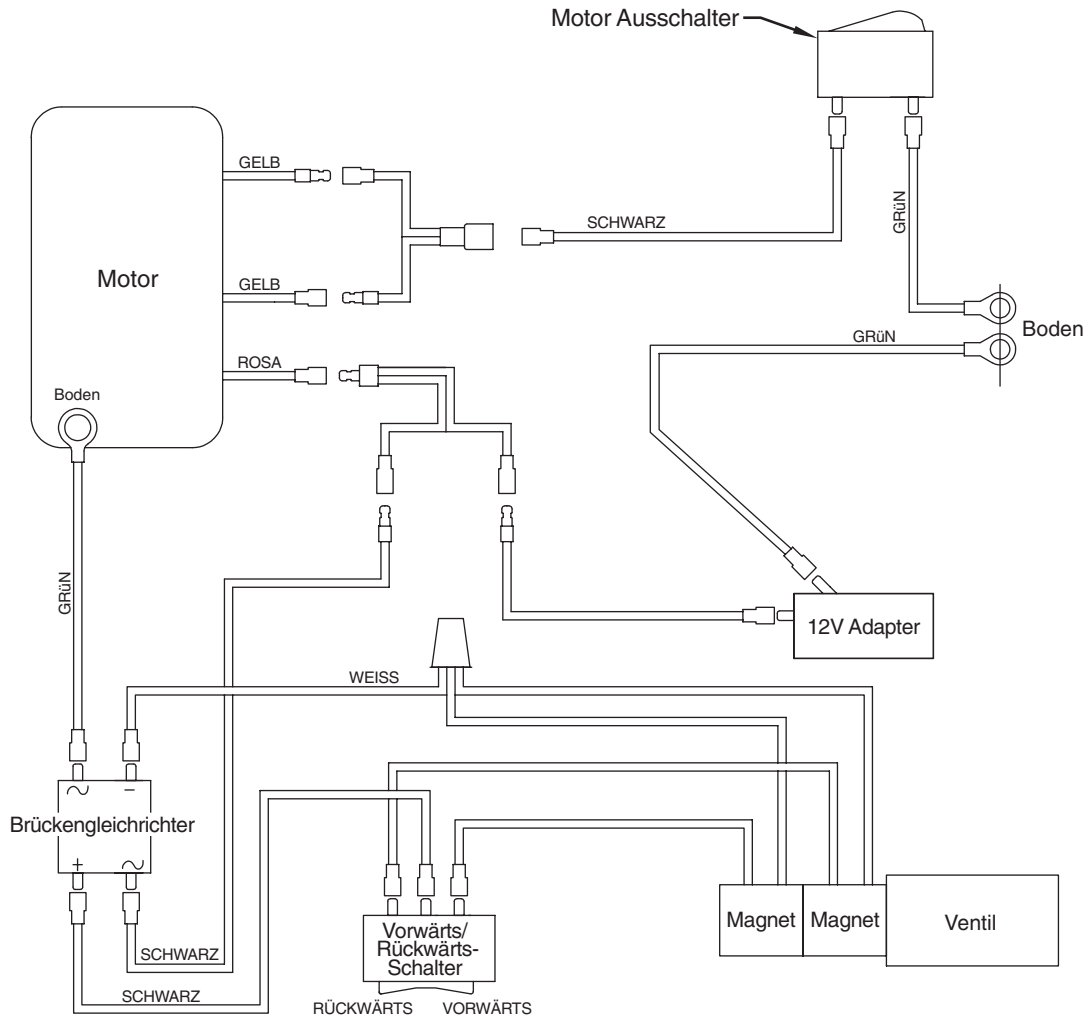 Motor Ausschalter
GELB
SCHWARZ
GRüN
Motor
GELB
Boden
GRüN
ROSA
Boden
GRüN
12V Adapter
WEISS
∼
−
Brückengleichrichter
+
∼
Magnet
Magnet
Ventil
Vorwärts/
Rückwärts-
Schalter
SCHWARZ
SCHWARZ
RÜCKWÄRTS
VORWÄRTS